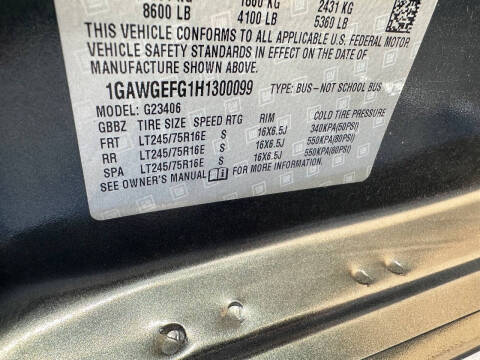 2431 KG
8600 LB 4100 LB 5360 LB
THIS VEHICLE CONFORMS TO ALL APPLICABLE U.S. FEDERAL MOTOR
VEHICLE SAFETY STANDARDS IN EFFECT ON THE DATE OF
MANUFACTURE SHOWN ABOVE.
1GAWGEFG1H1300099 TYPE: BUS–NOT SCHOOL BUS
MODEL: G23406
GBBZ TIRE SIZE SPEED RTG RIM COLD TIRE PRESSURE
FRT LT245/75R16E S 16X6.5J 340KPA(50PSI)
RR LT245/75R16E S 16X6.5J 550KPA(80PSI)
SPA LT245/75R16E S 16X6.5J 550KPA(80PSI)
SEE OWNER'S MANUAL FOR MORE INFORMATION.